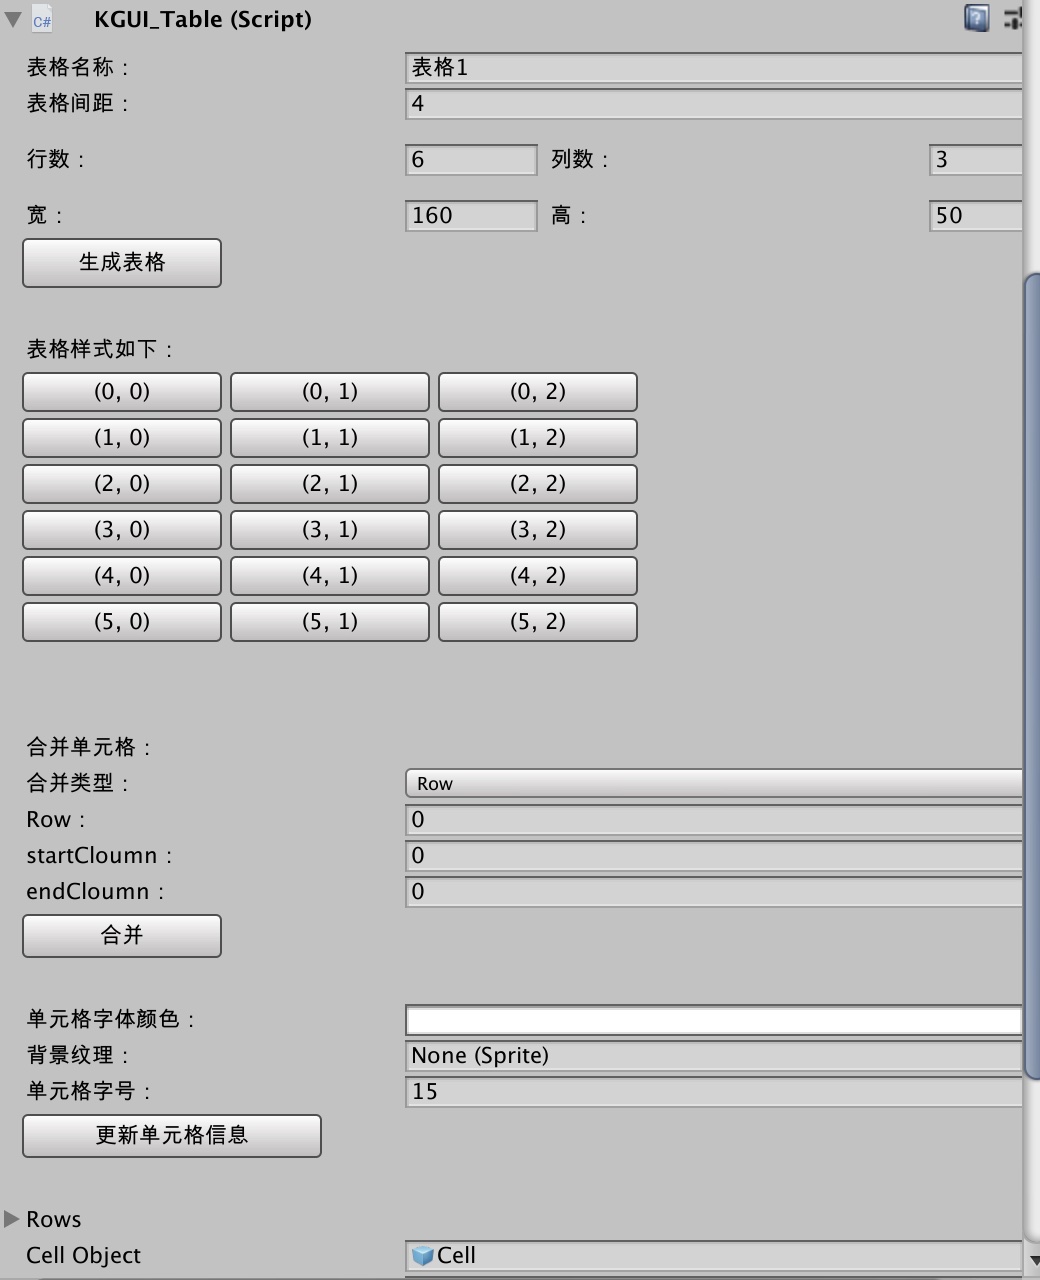 C# KGUI_Table (Script)
表格名称 : 表格1
表格间距 : 4
行数 : 6 列数 : 3
宽 : 160 高 : 50
生成表格
表格样式如下 :
(0, 0) (0, 1) (0, 2)
(1, 0) (1, 1) (1, 2)
(2, 0) (2, 1) (2, 2)
(3, 0) (3, 1) (3, 2)
(4, 0) (4, 1) (4, 2)
(5, 0) (5, 1) (5, 2)
合并单元格 :
合并类型 : Row
Row : 0
startCloumn : 0
endCloumn : 0
合并
单元格字体颜色 :
背景纹理 : None (Sprite)
单元格字号 : 15
更新单元格信息
Rows
Cell Object Cell